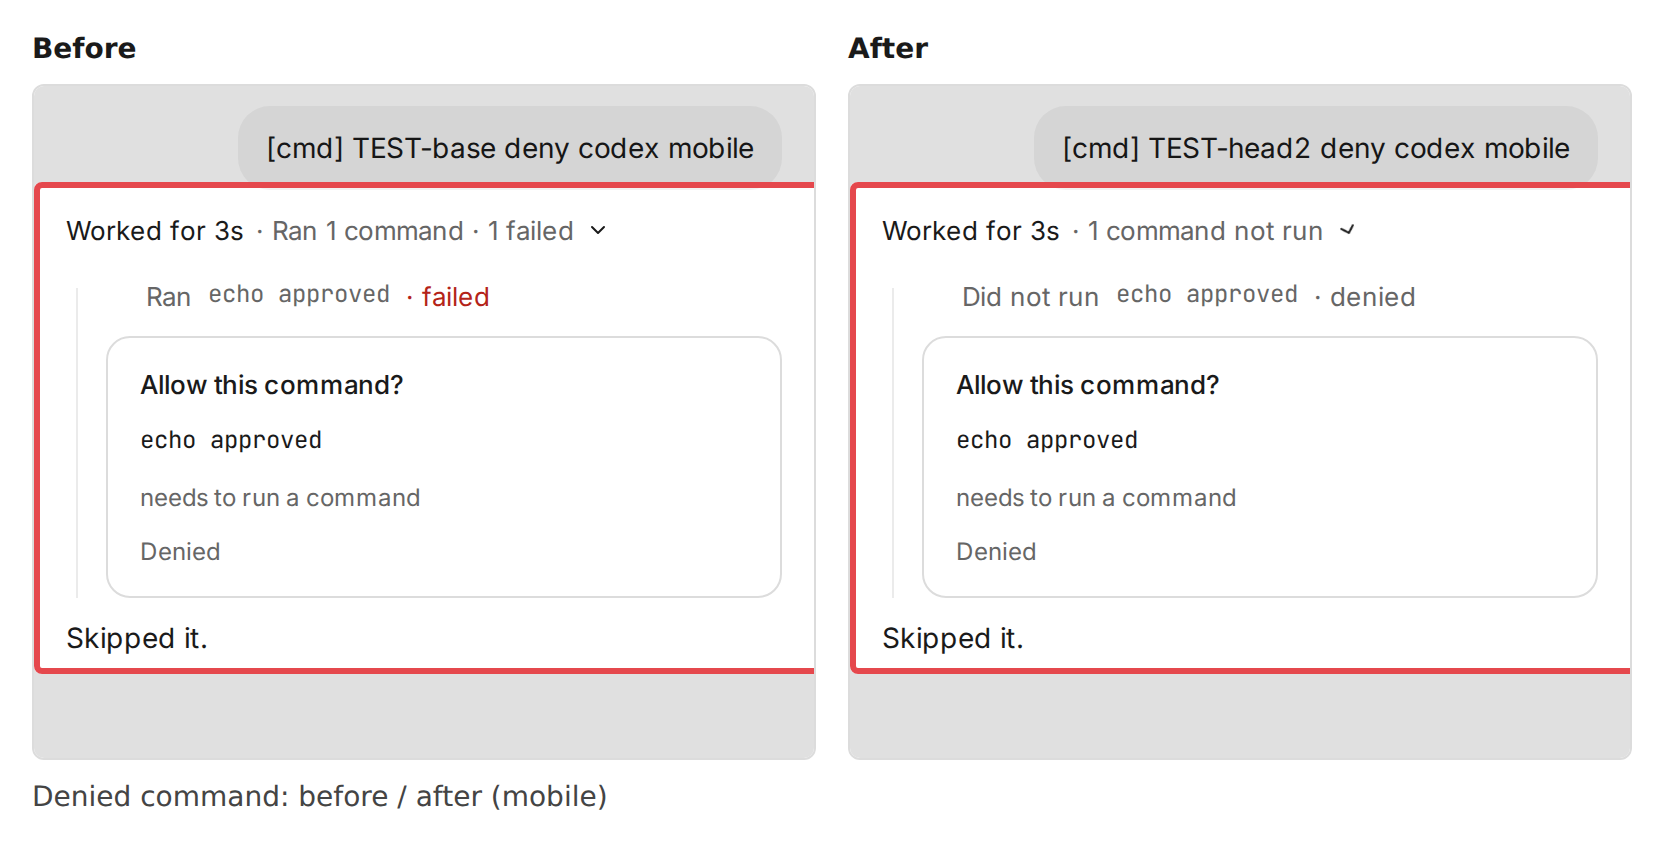 Before
[cmd] TEST-base deny codex mobile
Worked for 3s · Ran 1 command · 1 failed
Ran echo approved · failed
Allow this command?
echo approved
needs to run a command
Denied
Skipped it.
After
[cmd] TEST-head2 deny codex mobile
Worked for 3s · 1 command not run
Did not run echo approved · denied
Allow this command?
echo approved
needs to run a command
Denied
Skipped it.
Denied command: before / after (mobile)